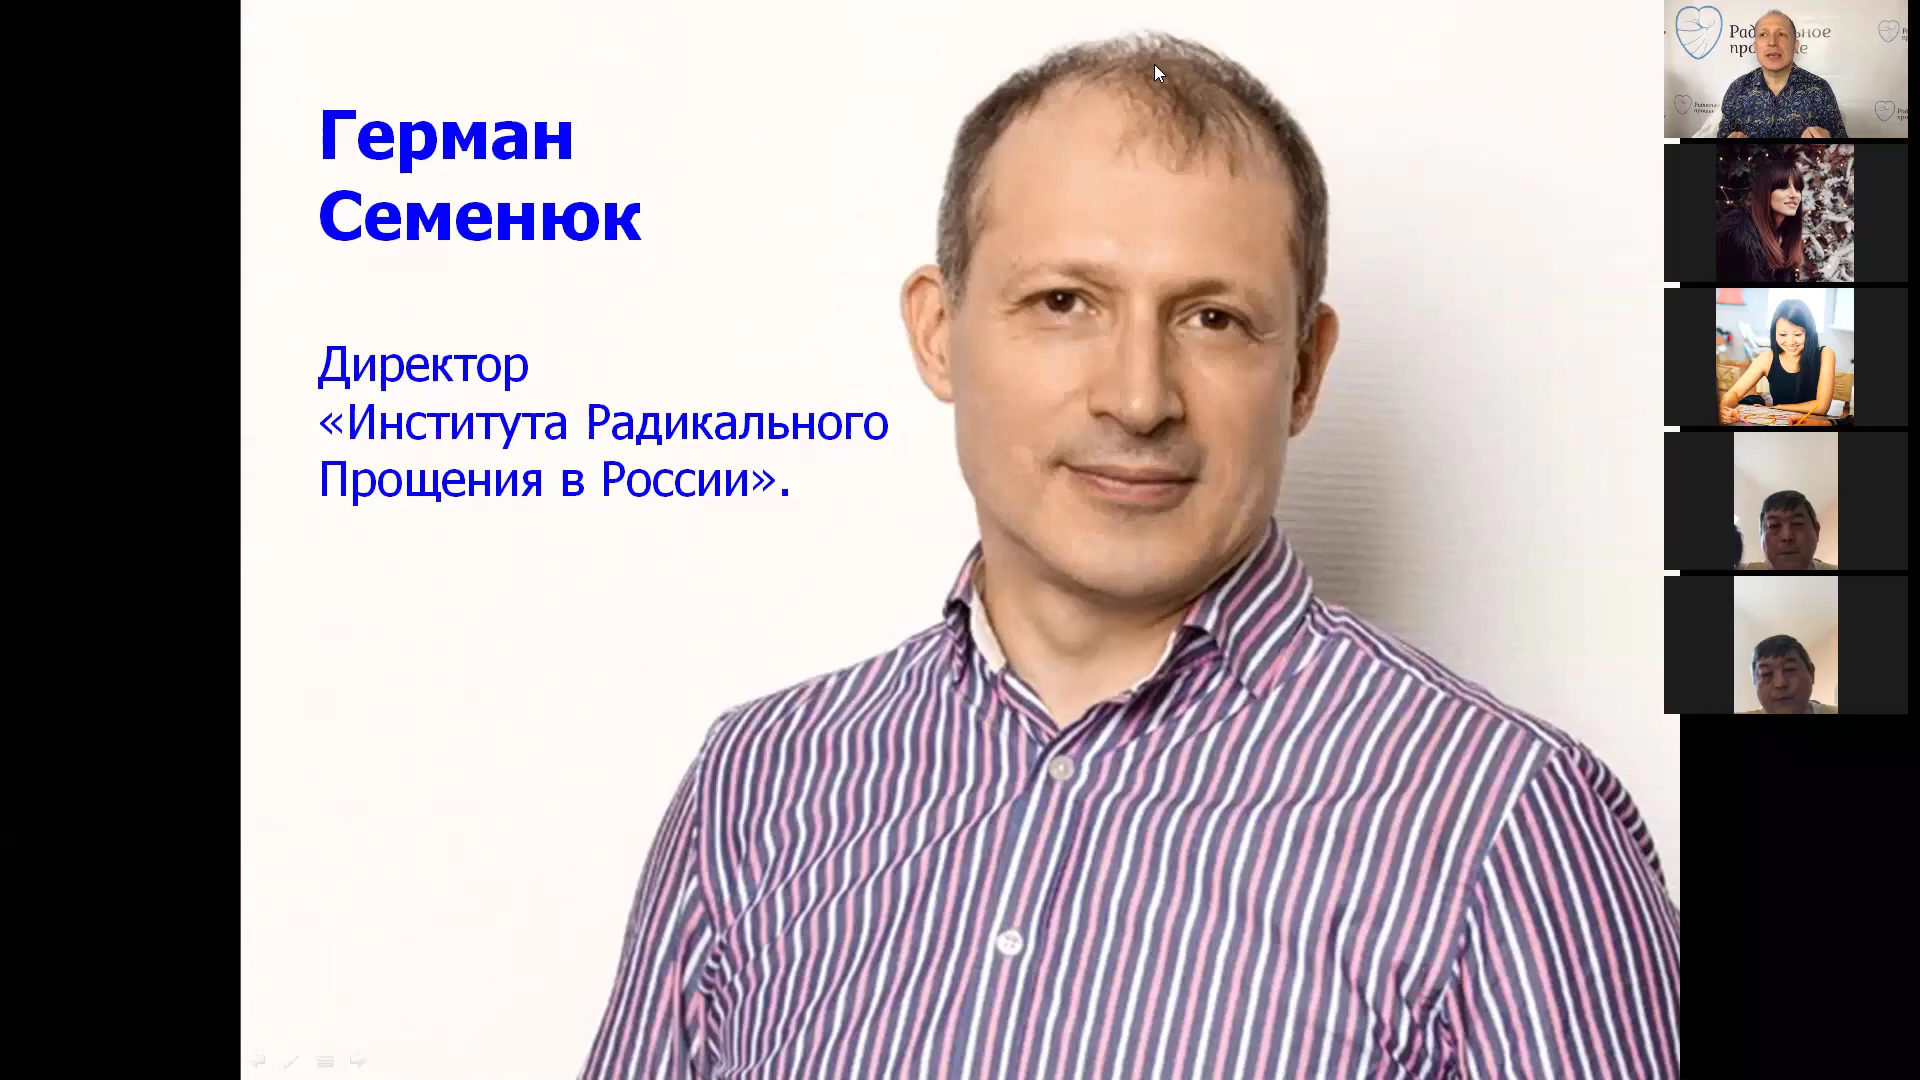 Герман
Семенюк
Директор
«Института Радикального
Прощения в России».